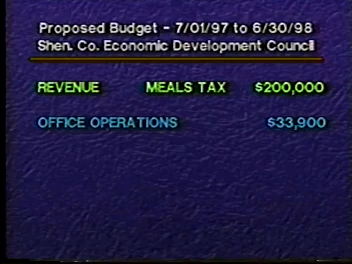 Proposed Budget - 7/01/97 to 6/30/98
Shen. Co. Economic Development Council
REVENUE MEALS TAX $200,000
OFFICE OPERATIONS $33,900